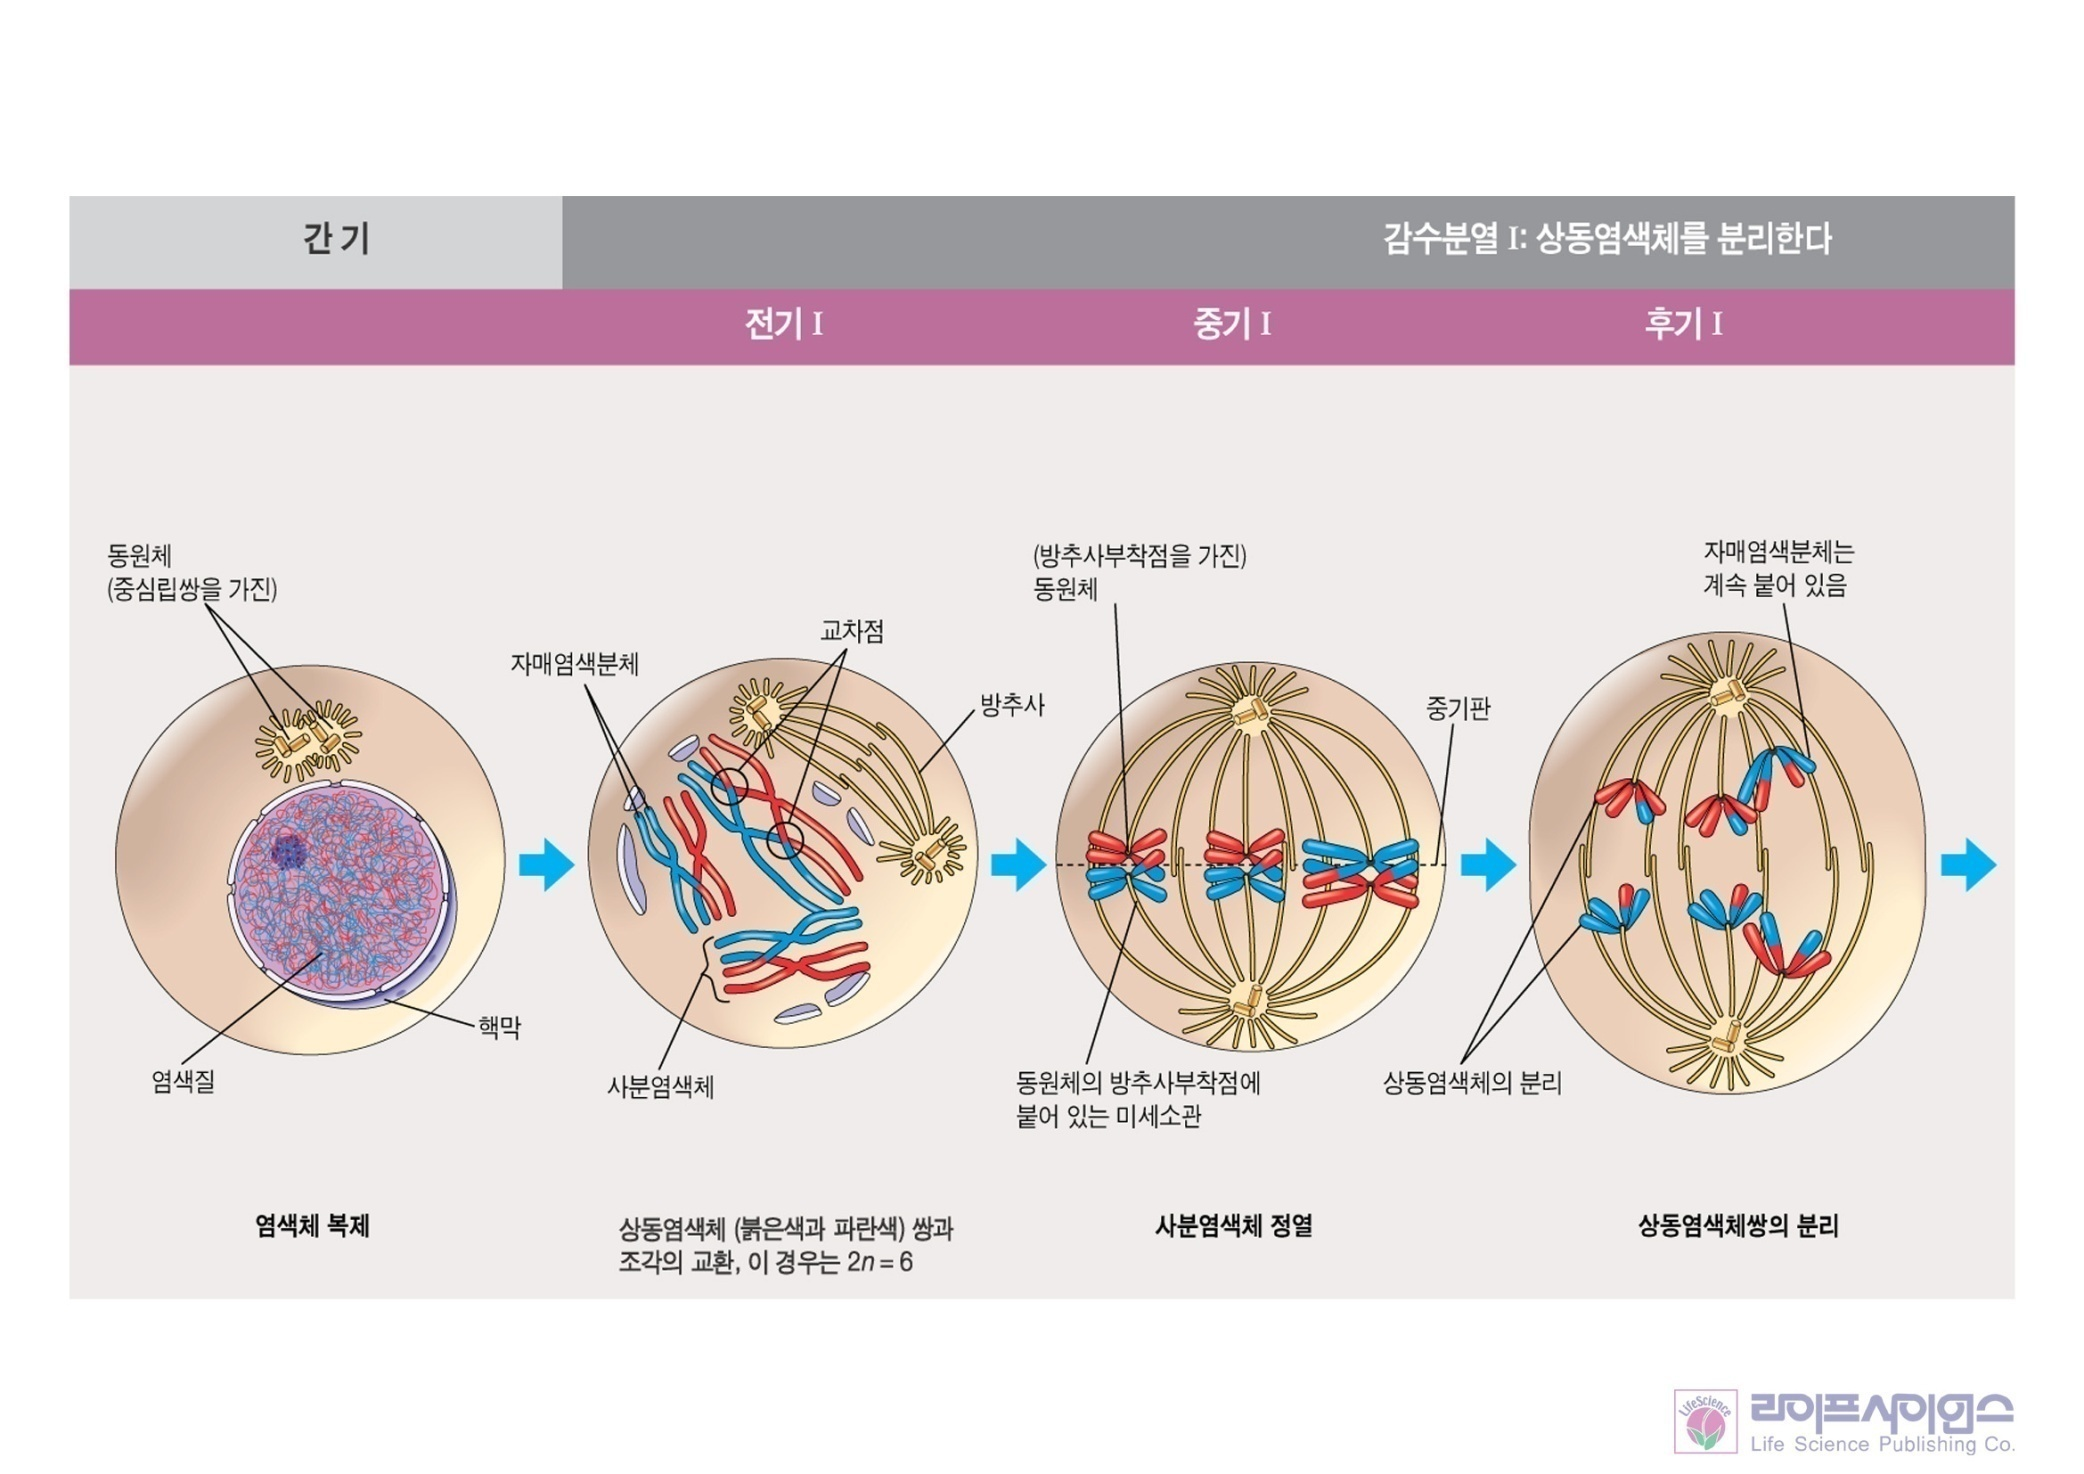 간 기
감수분열 I: 상동염색체를 분리한다
전기 I
중기 I
후기 I
동원체
(중심립쌍을 가진)
염색질
핵막
염색체 복제
자매염색분체
교차점
방추사
사분염색체
상동염색체 (붉은색과 파란색) 쌍과
조각의 교환, 이 경우는 2n = 6
(방추사부착점을 가진)
동원체
중기판
동원체의 방추사부착점에
붙어 있는 미세소관
사분염색체 정열
자매염색분체는
계속 붙어 있음
상동염색체의 분리
상동염색체쌍의 분리
LifeScience
라이프사이언스
Life Science Publishing Co.